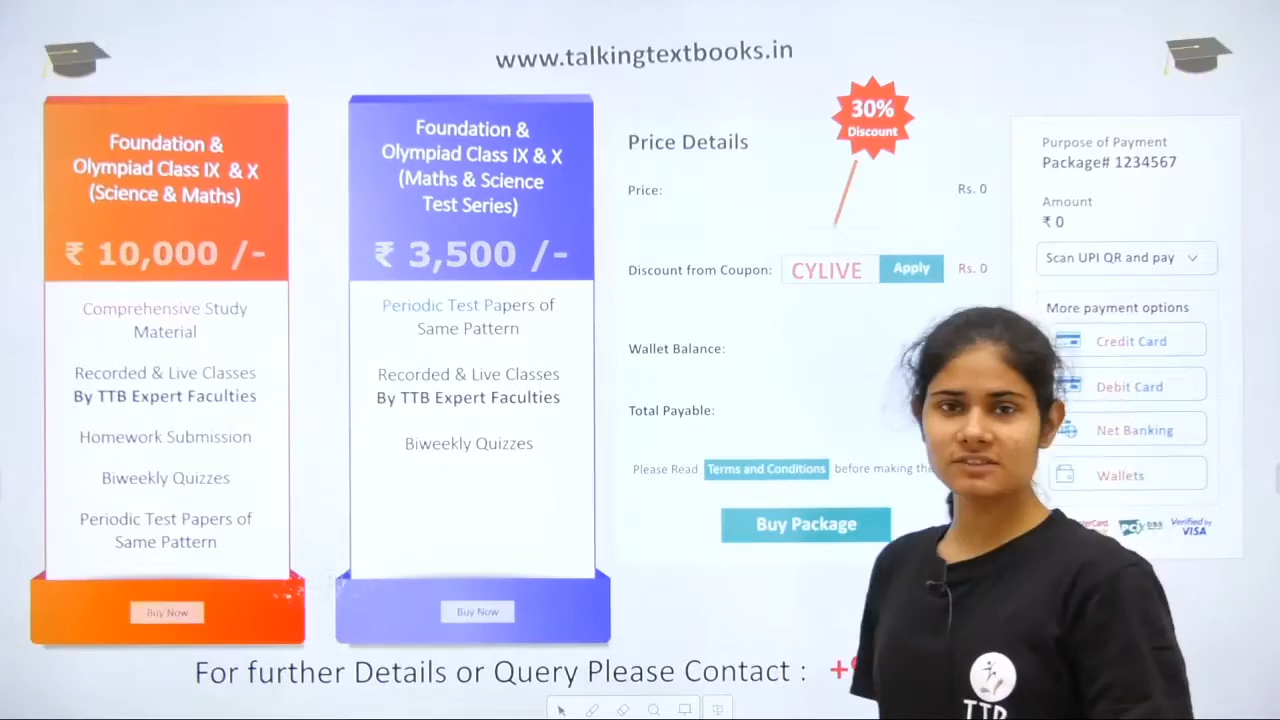 www.talkingtextbooks.in
Foundation &
Olympiad Class IX & X
(Science & Maths)
₹ 10,000 /-
Comprehensive Study
Material
Recorded & Live Classes
By TTB Expert Faculties
Homework Submission
Biweekly Quizzes
Periodic Test Papers of
Same Pattern
Buy Now
Foundation &
Olympiad Class IX & X
(Maths & Science
Test Series)
₹ 3,500 /-
Periodic Test Papers of
Same Pattern
Recorded & Live Classes
By TTB Expert Faculties
Biweekly Quizzes
Buy Now
30%
Discount
Price Details
Price: Rs. 0
Discount from Coupon: CYLIVE Apply Rs. 0
Wallet Balance:
Total Payable:
Please Read Terms and Conditions before making the
Buy Package
Purpose of Payment
Package# 1234567
Amount
₹ 0
Scan UPI QR and pay
More payment options
Credit Card
Debit Card
Net Banking
Wallets
PCI DSS
Verified by
VISA
For further Details or Query Please Contact :
TTB